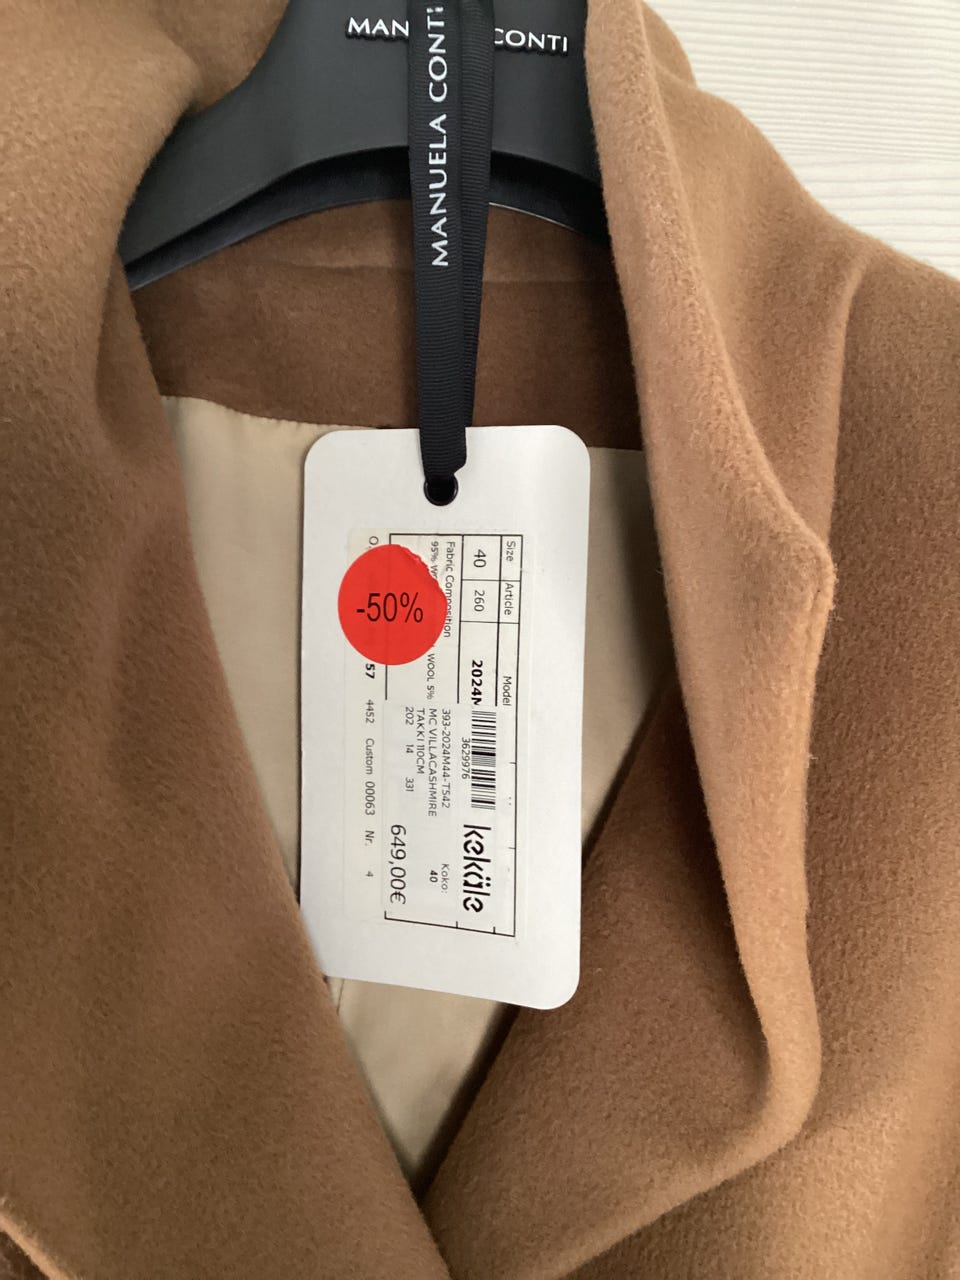 MAN CONTI
MANUELA CONTI
Size Article Model
40 260 2024M
Fabric Composition
95% WOOL 5%
-50%
57 4452 Custom 00063 Nr. 4
kekäle
3629976
393-2024M44-T542 Koko:
MC VILLACASHMIRE 40
TAKKI 110CM
202 14 331
649,00€